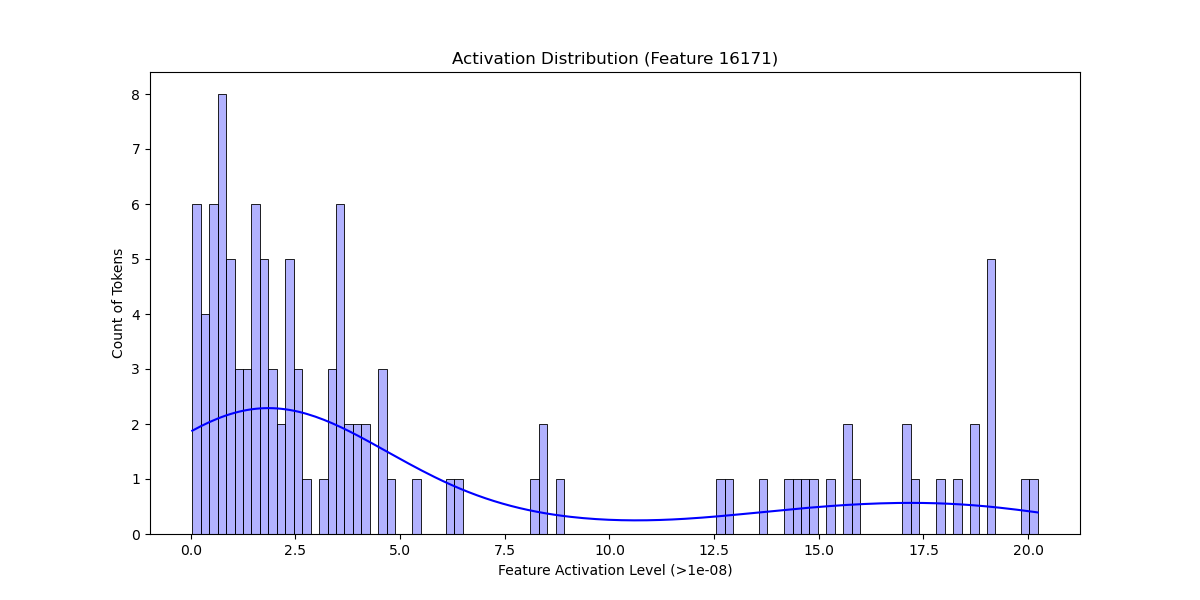 Activation Distribution (Feature 16171)
Count of Tokens
8
7
6
5
4
3
2
1
0
0.0 2.5 5.0 7.5 10.0 12.5 15.0 17.5 20.0
Feature Activation Level (>1e-08)